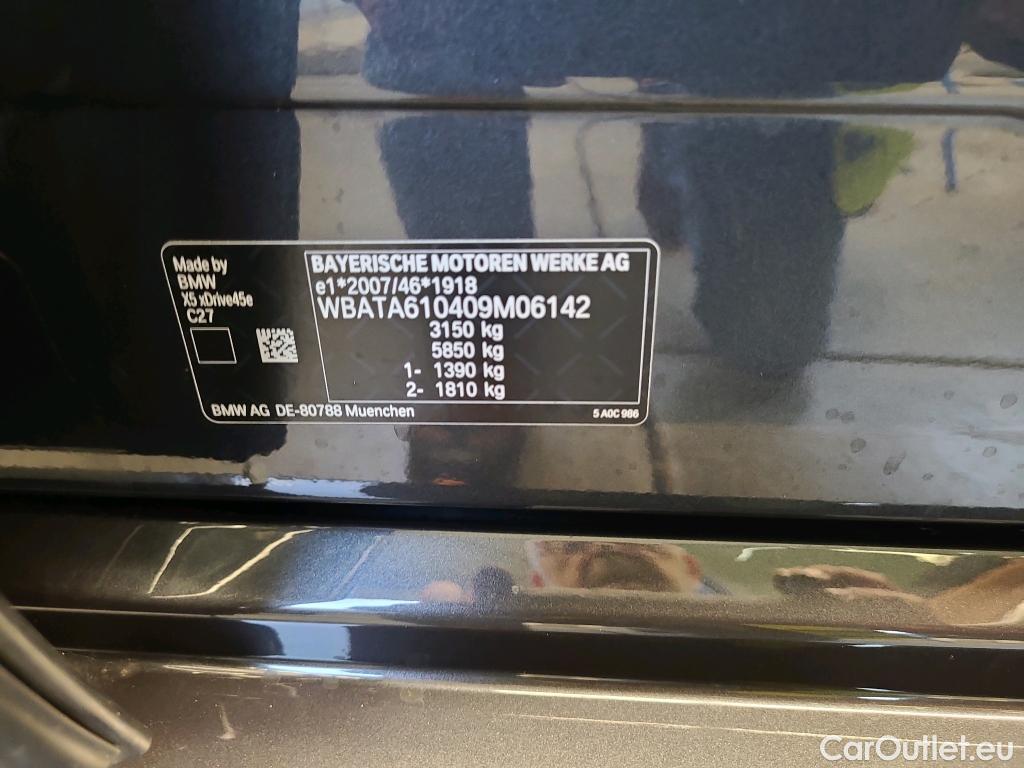 Made by
BMW
X5 xDrive45e
C27
BAYERISCHE MOTOREN WERKE AG
e1*2007/46*1918
WBATA610409M06142
3150 kg
5850 kg
1- 1390 kg
2- 1810 kg
BMW AG DE-80788 Muenchen
5 A0C 986
CarOutlet.eu